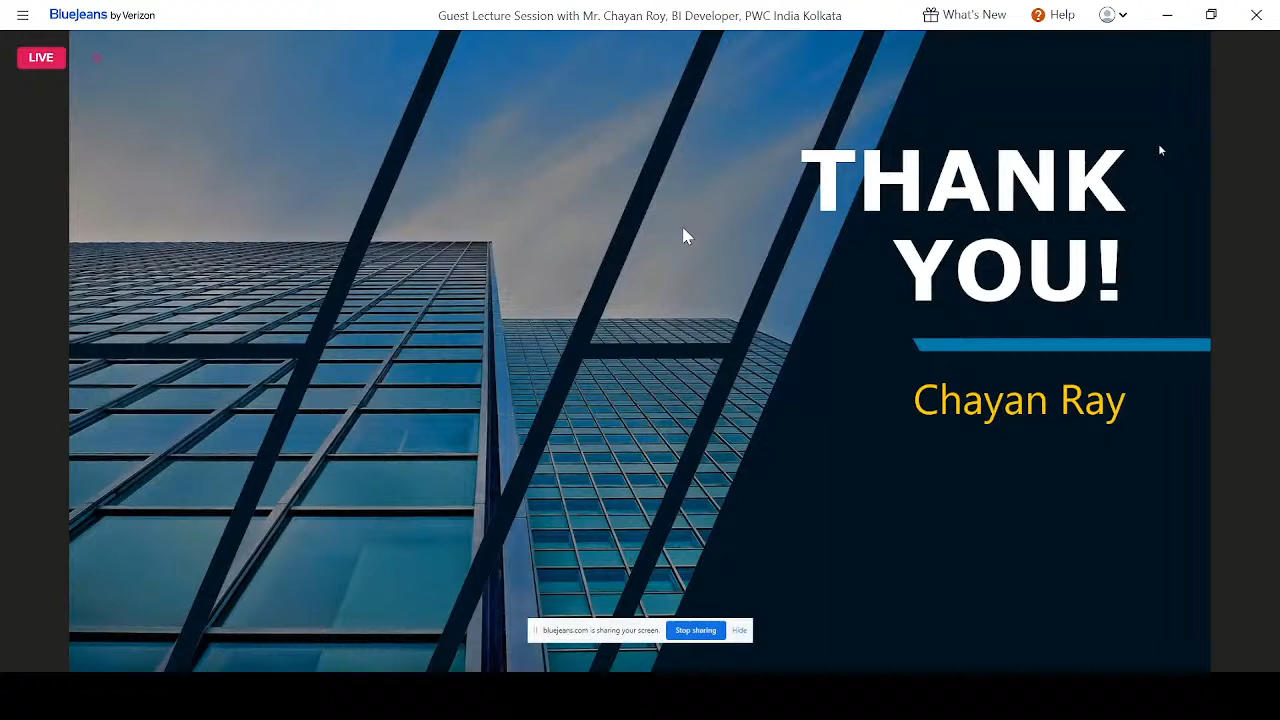 BlueJeans by Verizon
Guest Lecture Session with Mr. Chayan Roy, BI Developer, PWC India Kolkata
What's New
? Help
LIVE
THANK
YOU!
Chayan Ray
bluejeans.com is sharing your screen.
Stop sharing
Hide